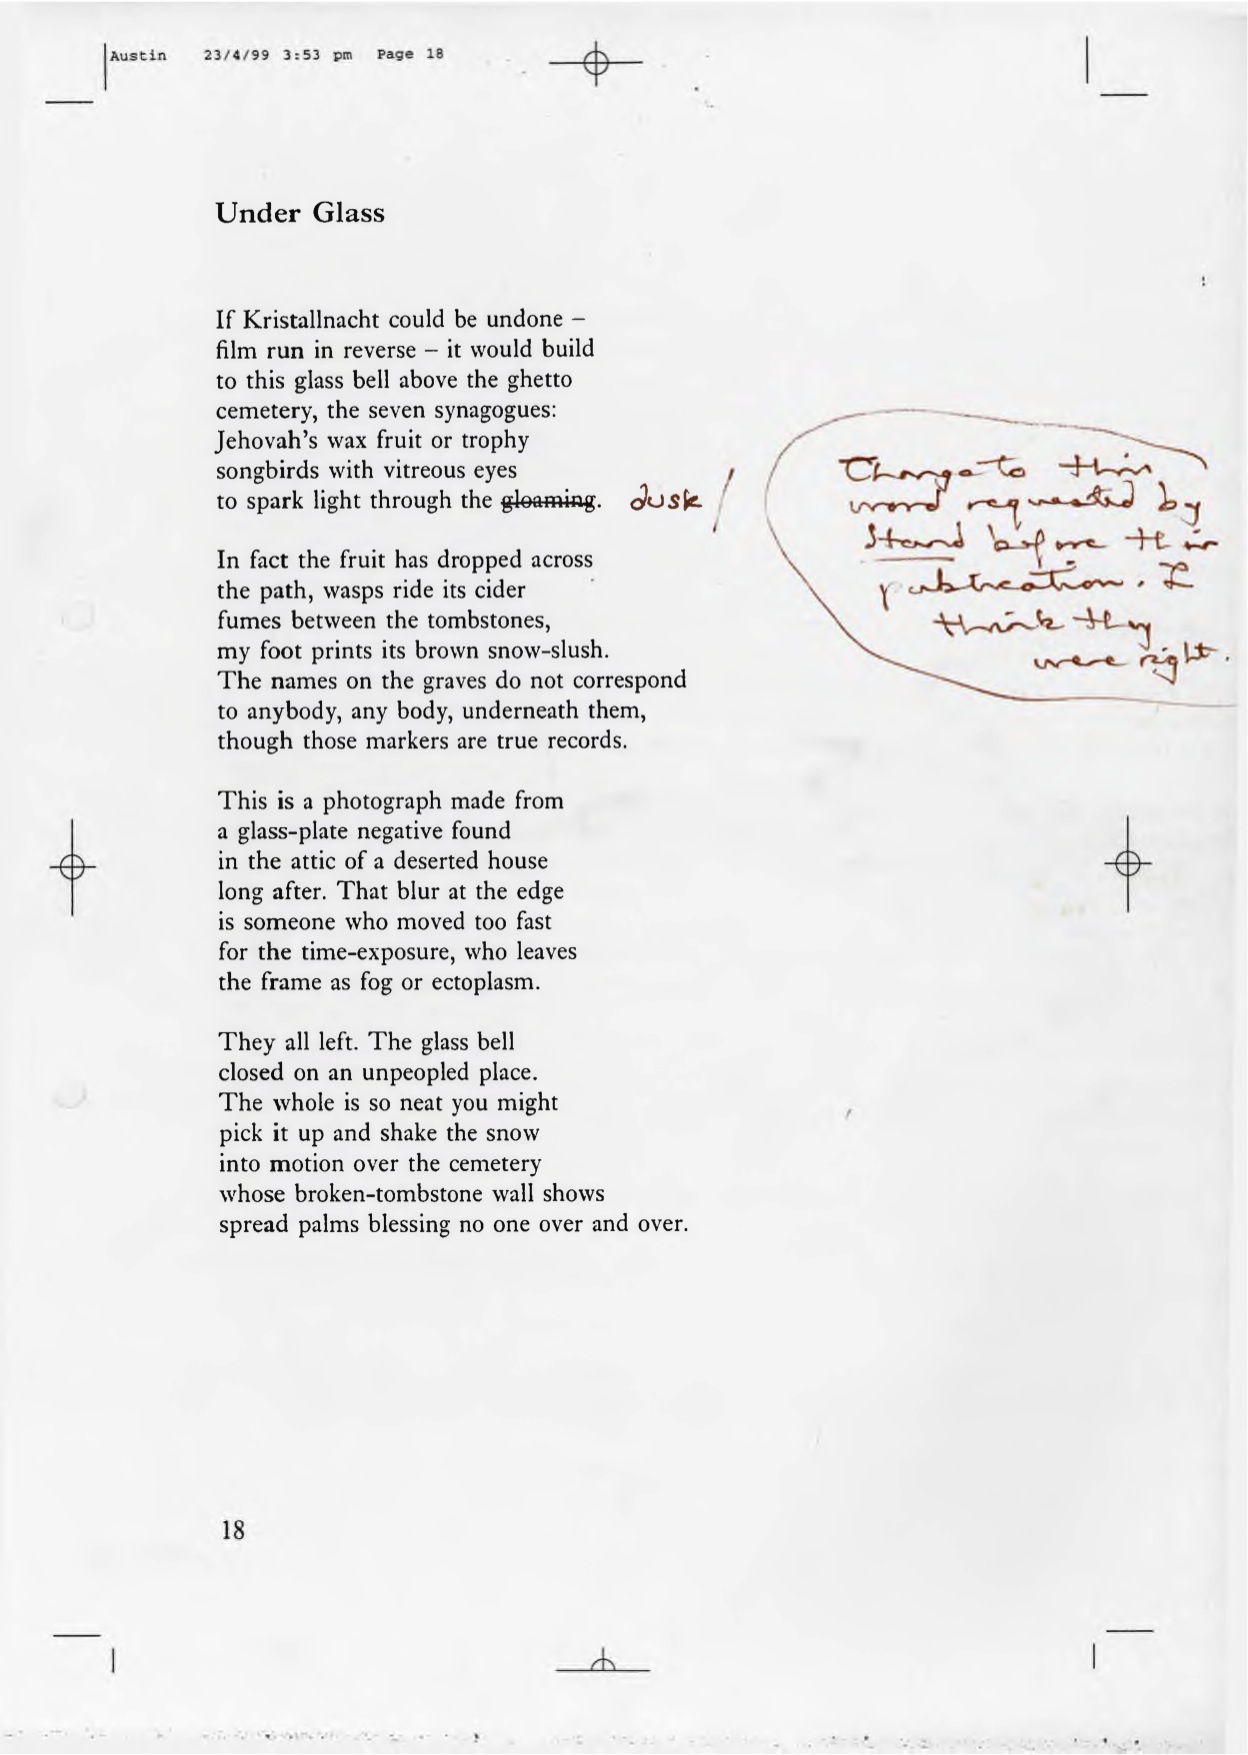 Austin 23/4/99 3:53 pm Page 18
Under Glass
If Kristallnacht could be undone –
film run in reverse – it would build
to this glass bell above the ghetto
cemetery, the seven synagogues:
Jehovah's wax fruit or trophy
songbirds with vitreous eyes
to spark light through the gloaming. dusk /
Change to this
word requested by
Stand before this
publication. I
think they
were right.
In fact the fruit has dropped across
the path, wasps ride its cider
fumes between the tombstones,
my foot prints its brown snow-slush.
The names on the graves do not correspond
to anybody, any body, underneath them,
though those markers are true records.
This is a photograph made from
a glass-plate negative found
in the attic of a deserted house
long after. That blur at the edge
is someone who moved too fast
for the time-exposure, who leaves
the frame as fog or ectoplasm.
They all left. The glass bell
closed on an unpeopled place.
The whole is so neat you might
pick it up and shake the snow
into motion over the cemetery
whose broken-tombstone wall shows
spread palms blessing no one over and over.
18